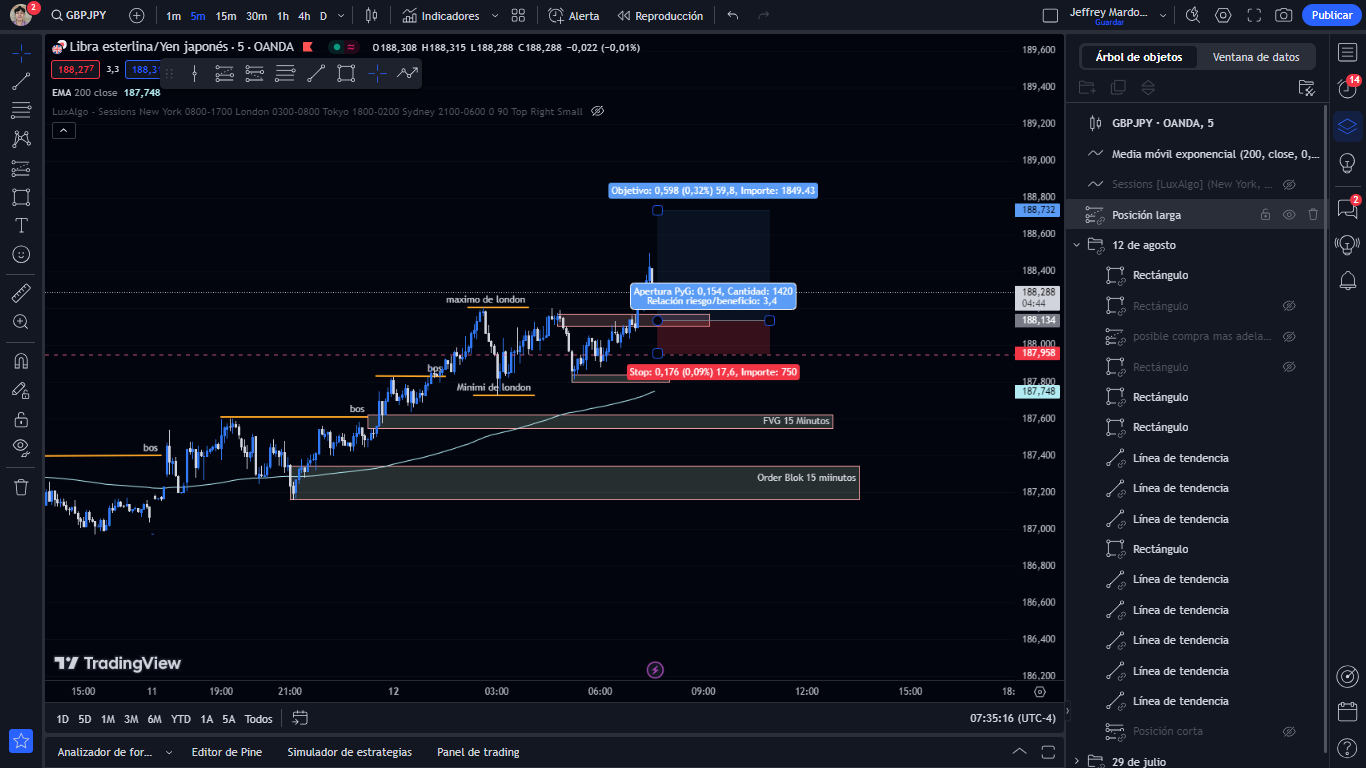 2
GBPJPY
1m 5m 15m 30m 1h 4h D
Indicadores
Alerta
Reproducción
Jeffrey Mardo...
Guardar
Publicar
Libra esterlina/Yen japonés · 5 · OANDA
O188,308 H188,315 L188,288 C188,288 −0,022 (−0,01%)
188,277
3,3
188,31
EMA 200 close 187,748
LuxAlgo - Sessions New York 0800-1700 London 0300-0800 Tokyo 1800-0200 Sydney 2100-0600 0 90 Top Right Small
Objetivo: 0,598 (0,32%) 59,8, Importe: 1849.43
Apertura PyG: 0,154, Cantidad: 1420
Relación riesgo/beneficio: 3,4
Stop: 0,176 (0,09%) 17,6, Importe: 750
maximo de london
Minimi de london
bos
bos
bos
FVG 15 Minutos
Order Blok 15 miinutos
189,600
189,400
189,200
189,000
188,800
188,732
188,600
188,400
188,288
04:44
188,134
188,000
187,958
187,800
187,748
187,600
187,400
187,200
187,000
186,800
186,600
186,400
186,200
TradingView
15:00 11 19:00 21:00 12 03:00 06:00 09:00 12:00 15:00 18:
1D 5D 1M 3M 6M YTD 1A 5A Todos
07:35:16 (UTC-4)
Analizador de for...
Editor de Pine
Simulador de estrategias
Panel de trading
Árbol de objetos
Ventana de datos
GBPJPY · OANDA, 5
Media móvil exponencial (200, close, 0,...
Sessions [LuxAlgo] (New York, ...
Posición larga
12 de agosto
Rectángulo
Rectángulo
posible compra mas adela...
Rectángulo
Rectángulo
Rectángulo
Línea de tendencia
Línea de tendencia
Línea de tendencia
Rectángulo
Línea de tendencia
Línea de tendencia
Línea de tendencia
Línea de tendencia
Línea de tendencia
Posición corta
29 de julio
14
2